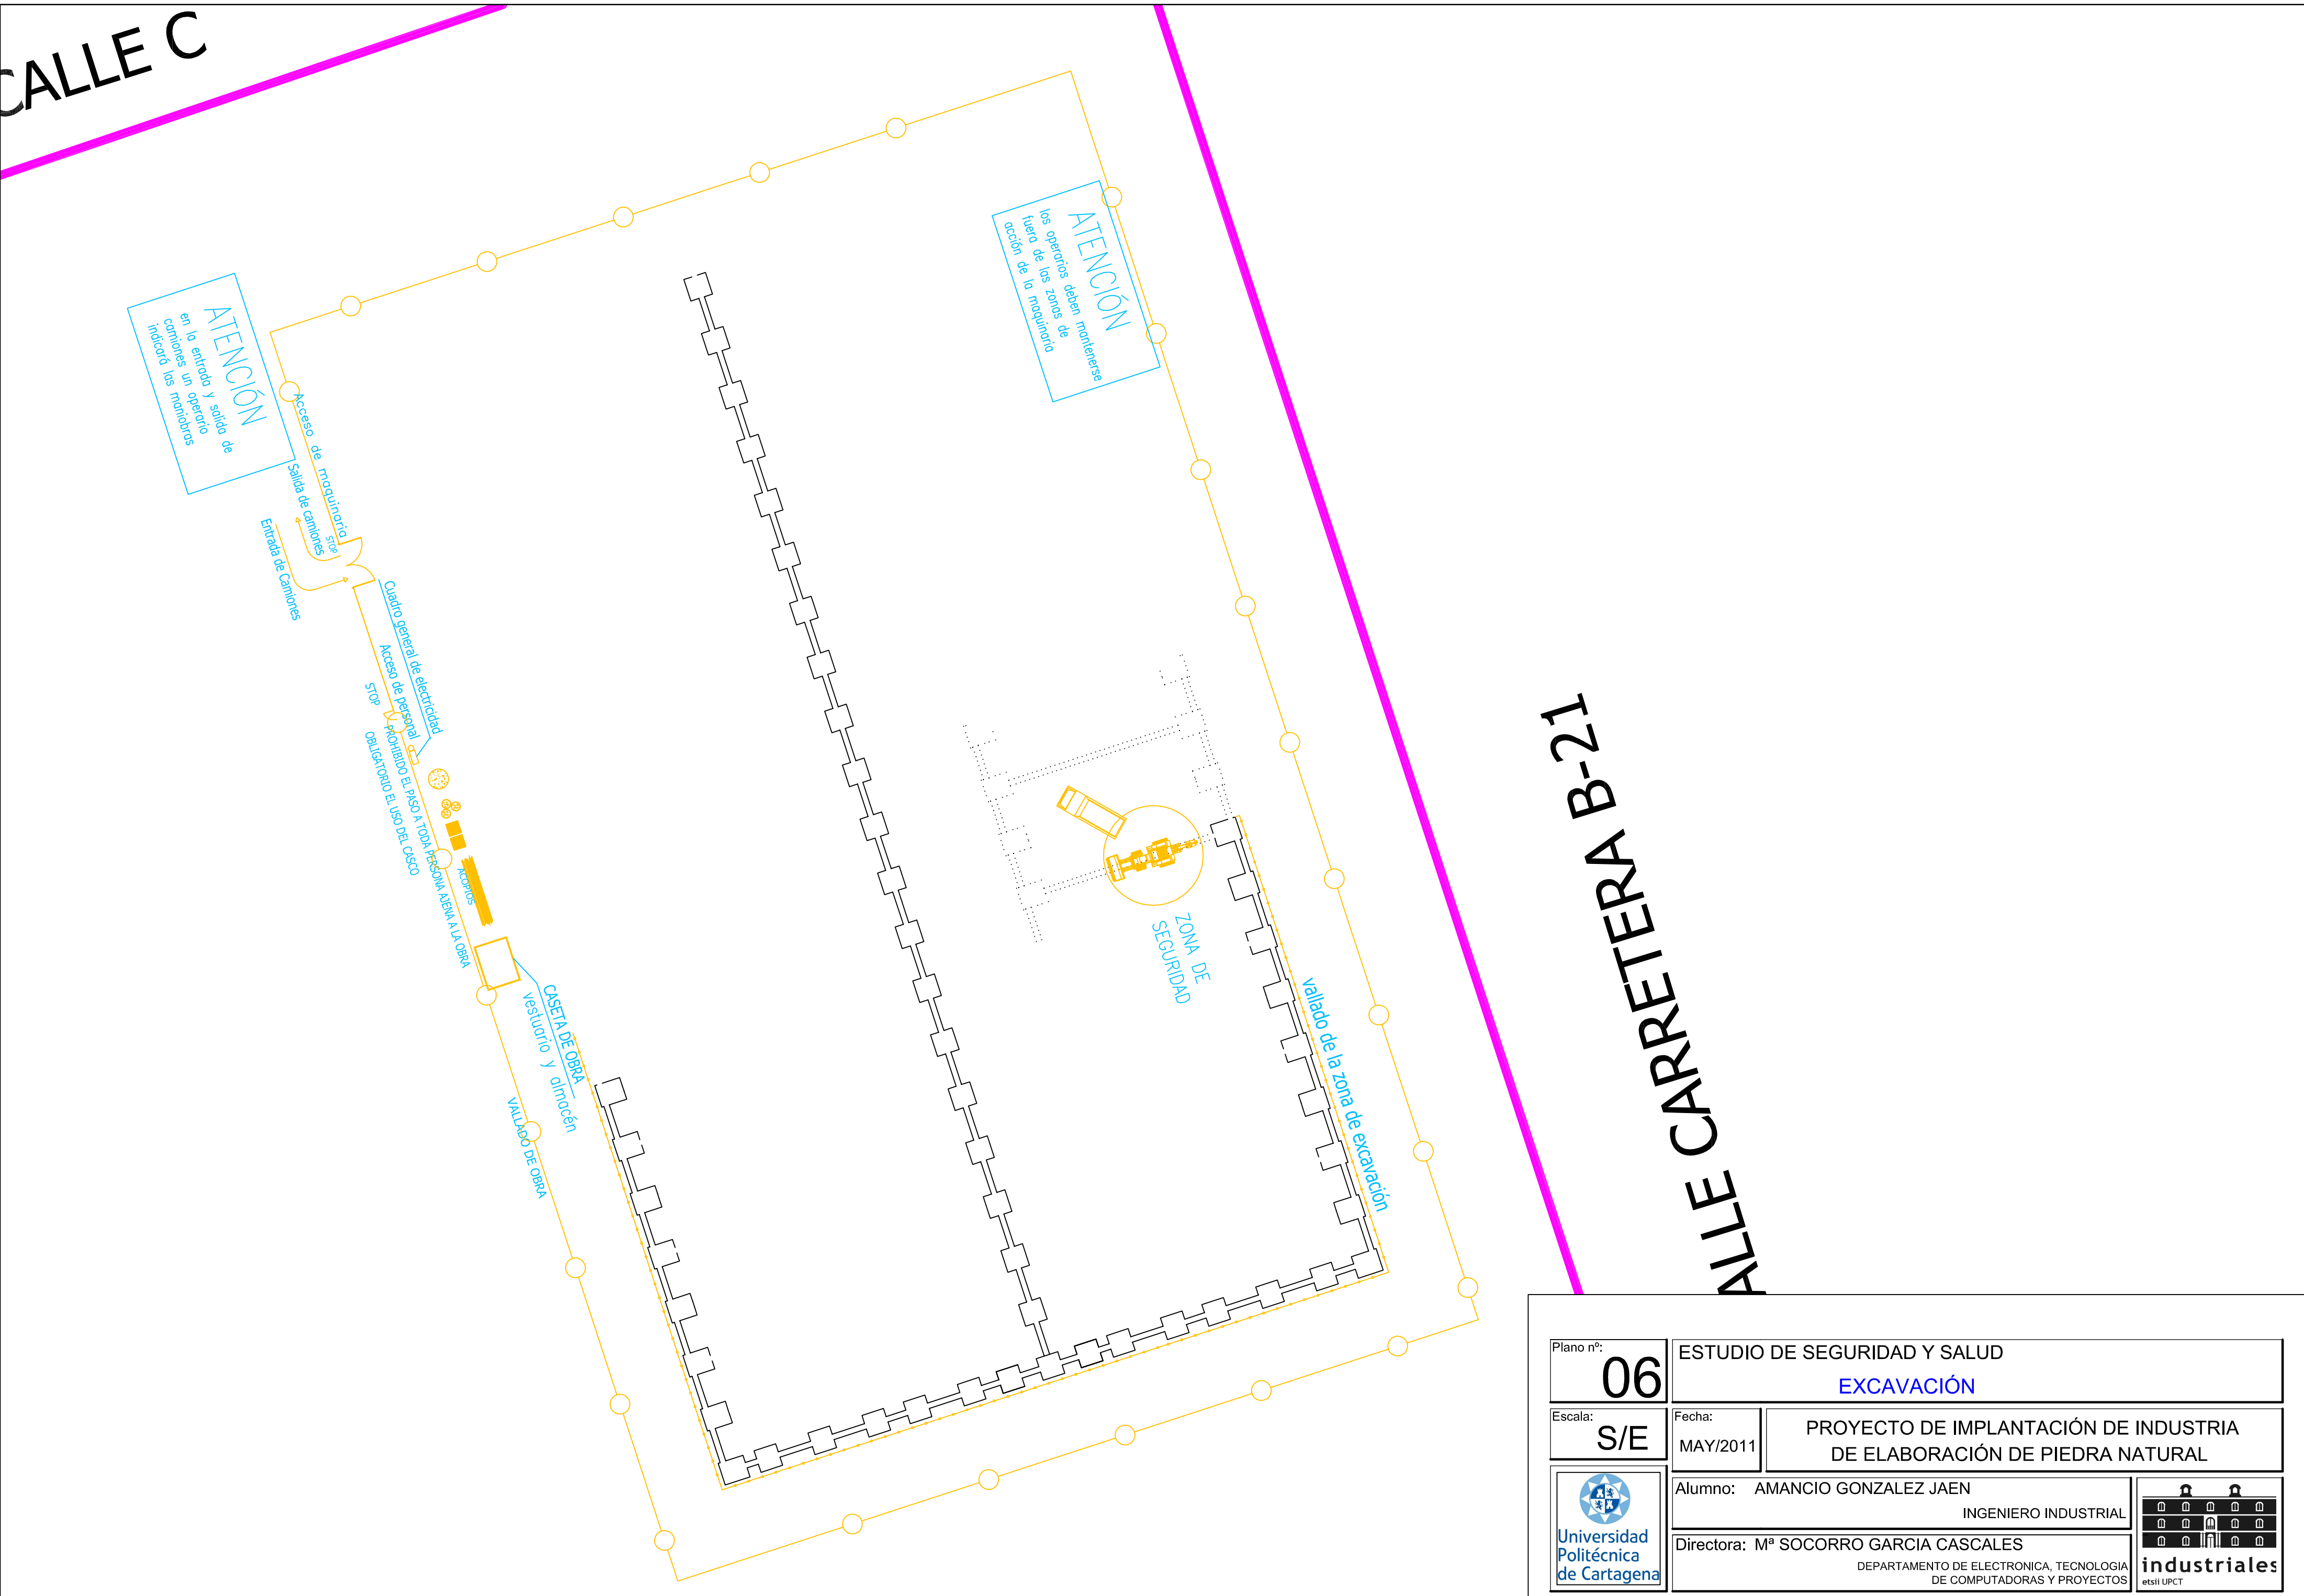 CALLE C
ATENCIÓN
los operarios deben mantenerse
fuera de las zonas de
acción de la maquinaria
ATENCIÓN
en la entrada y salida de
camiones un operario
indicará las maniobras
Acceso de maquinaria
Salida de camiones
STOP
Entrada de Camiones
Cuadro general de electricidad
Acceso de personal
STOP
PROHIBIDO EL PASO A TODA PERSONA AJENA A LA OBRA
OBLIGATORIO EL USO DEL CASCO
ACOPIOS
CASETA DE OBRA
vestuario y almacén
VALLADO DE OBRA
ZONA DE
SEGURIDAD
vallado de la zona de excavación
ALLE CARRETERA B-21
Plano nº:
06
ESTUDIO DE SEGURIDAD Y SALUD
EXCAVACIÓN
Escala:
S/E
Fecha:
MAY/2011
PROYECTO DE IMPLANTACIÓN DE INDUSTRIA
DE ELABORACIÓN DE PIEDRA NATURAL
Universidad
Politécnica
de Cartagena
Alumno: AMANCIO GONZALEZ JAEN
INGENIERO INDUSTRIAL
Directora: Mª SOCORRO GARCIA CASCALES
DEPARTAMENTO DE ELECTRONICA, TECNOLOGIA
DE COMPUTADORAS Y PROYECTOS
industriales
etsii UPCT